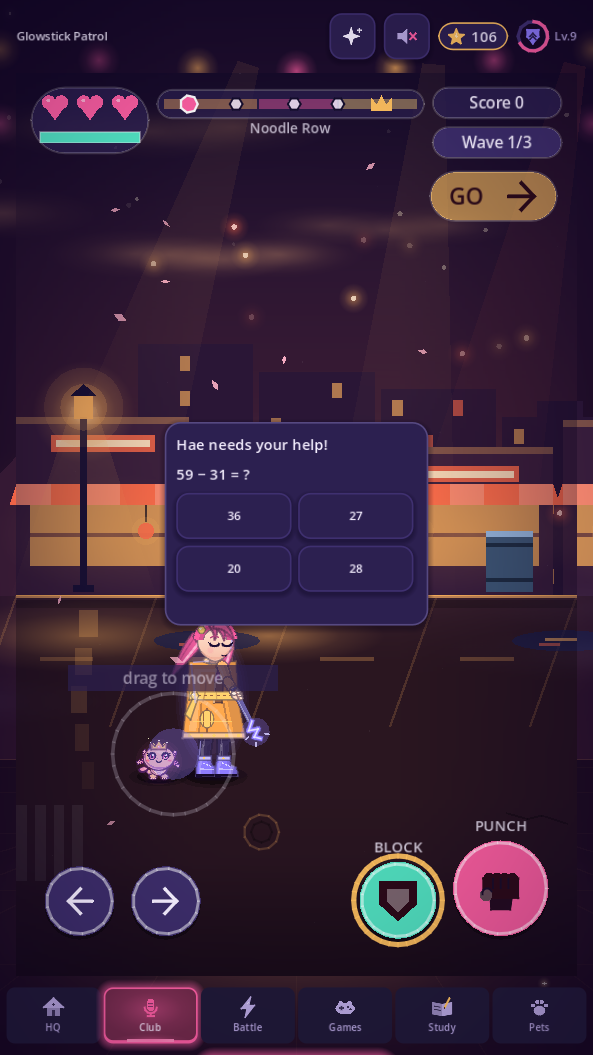 Glowstick Patrol
106
Lv.9
Score 0
Noodle Row
Wave 1/3
GO
Hae needs your help!
59 − 31 = ?
36
27
20
28
drag to move
PUNCH
BLOCK
HQ
Club
Battle
Games
Study
Pets